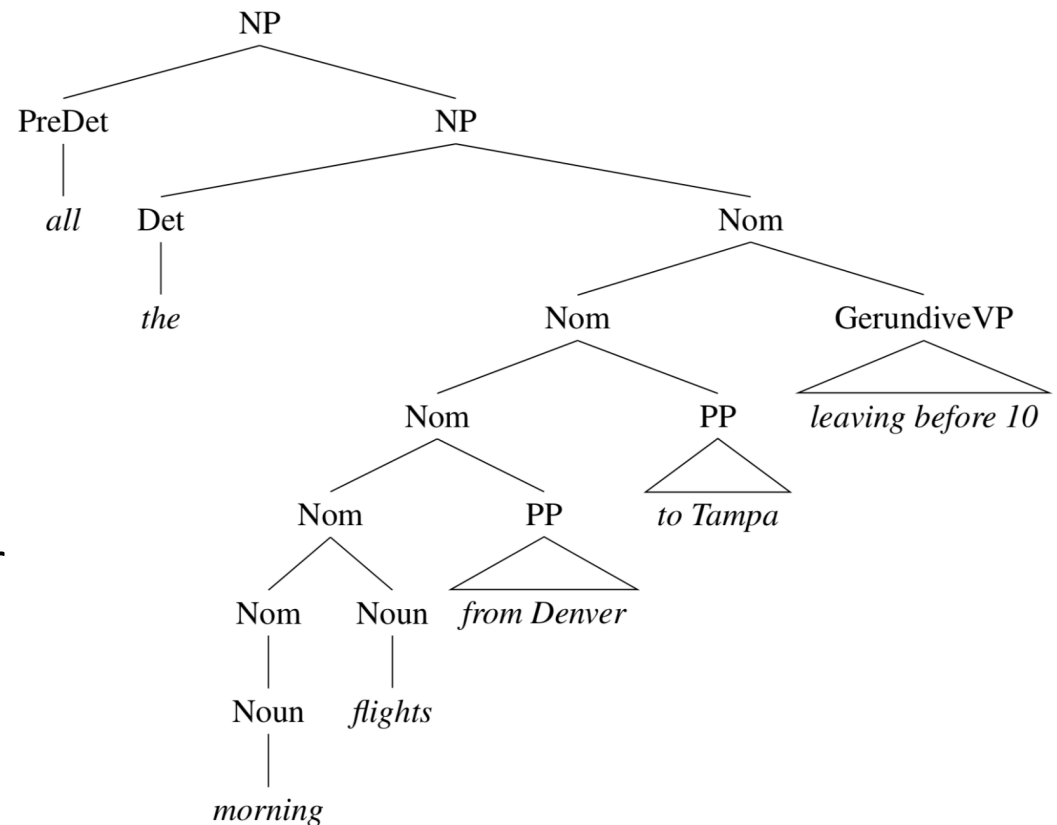 NP
PreDet NP
all Det Nom
the Nom GerundiveVP
Nom PP leaving before 10
Nom PP to Tampa
Nom Noun from Denver
Noun flights
morning